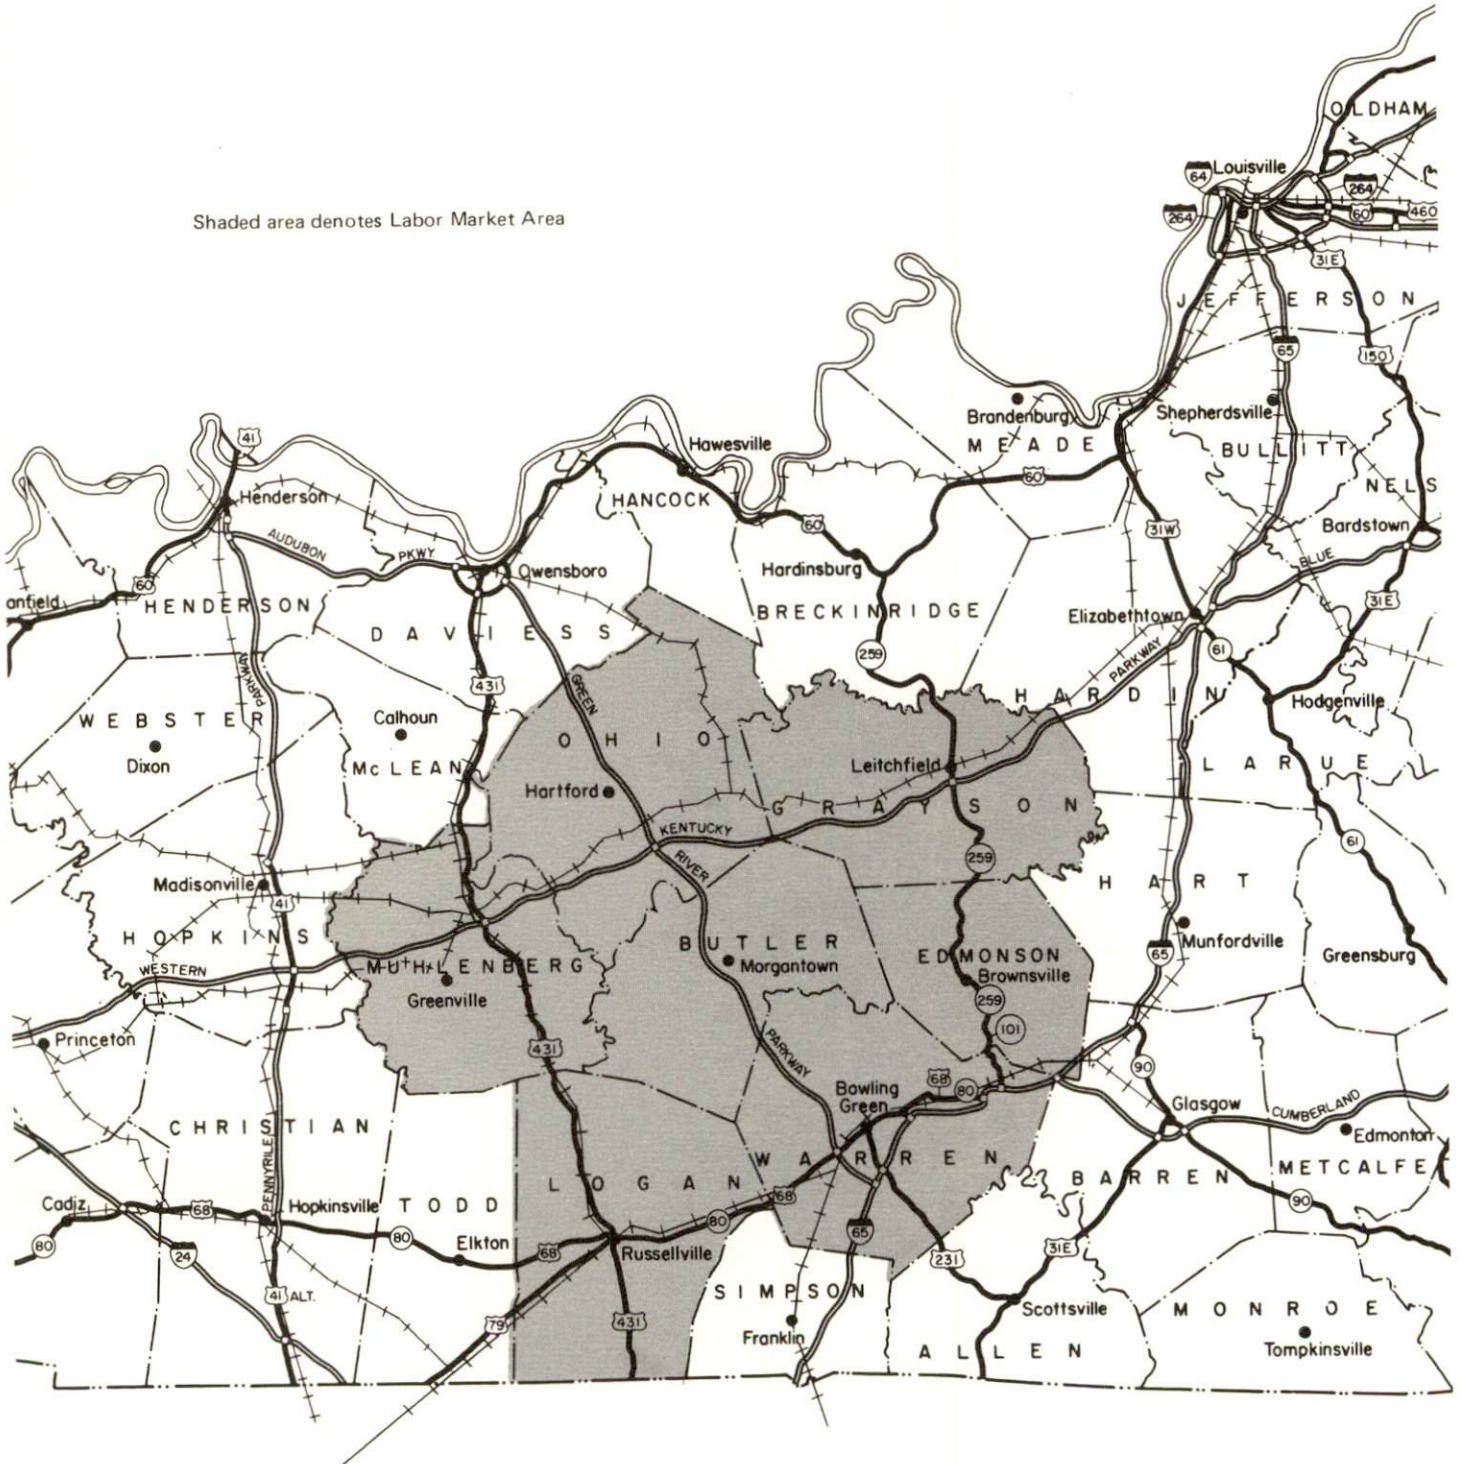 OLDHAM
Louisville
64
264
264
60
460
Shaded area denotes Labor Market Area
31E
JEFFERSON
65
150
Brandenburg
Shepherdsville
MEADE
BULLITT
41
Hawesville
Henderson
HANCOCK
60
NELS
60
31W
Bardstown
AUDUBON
PKWY
Owensboro
Hardinsburg
BLUE
60
anfield
HENDERSON
DAVIESS
BRECKINRIDGE
Elizabethtown
31E
259
61
PARKWAY
PARKWAY
431
GREEN
HARDIN
Hodgenville
WEBSTER
Calhoun
Dixon
OHIO
McLEAN
Leitchfield
LARUE
Hartford
GRAYSON
KENTUCKY
61
RIVER
259
Madisonville
41
HART
HOPKINS
BUTLER
Munfordville
EDMONSON
65
Greensburg
WESTERN
MUHLENBERG
Morgantown
Brownsville
Greenville
259
101
Princeton
431
PARKWAY
90
Bowling
Green
68
80
Glasgow
CUMBERLAND
CHRISTIAN
Edmonton
PENNYRILE
WARREN
METCALFE
LOGAN
BARREN
Cadiz
68
Hopkinsville
TODD
68
90
80
80
Elkton
68
80
65
Russellville
24
231
31E
41
ALT.
SIMPSON
Scottsville
MONROE
79
431
Franklin
ALLEN
Tompkinsville